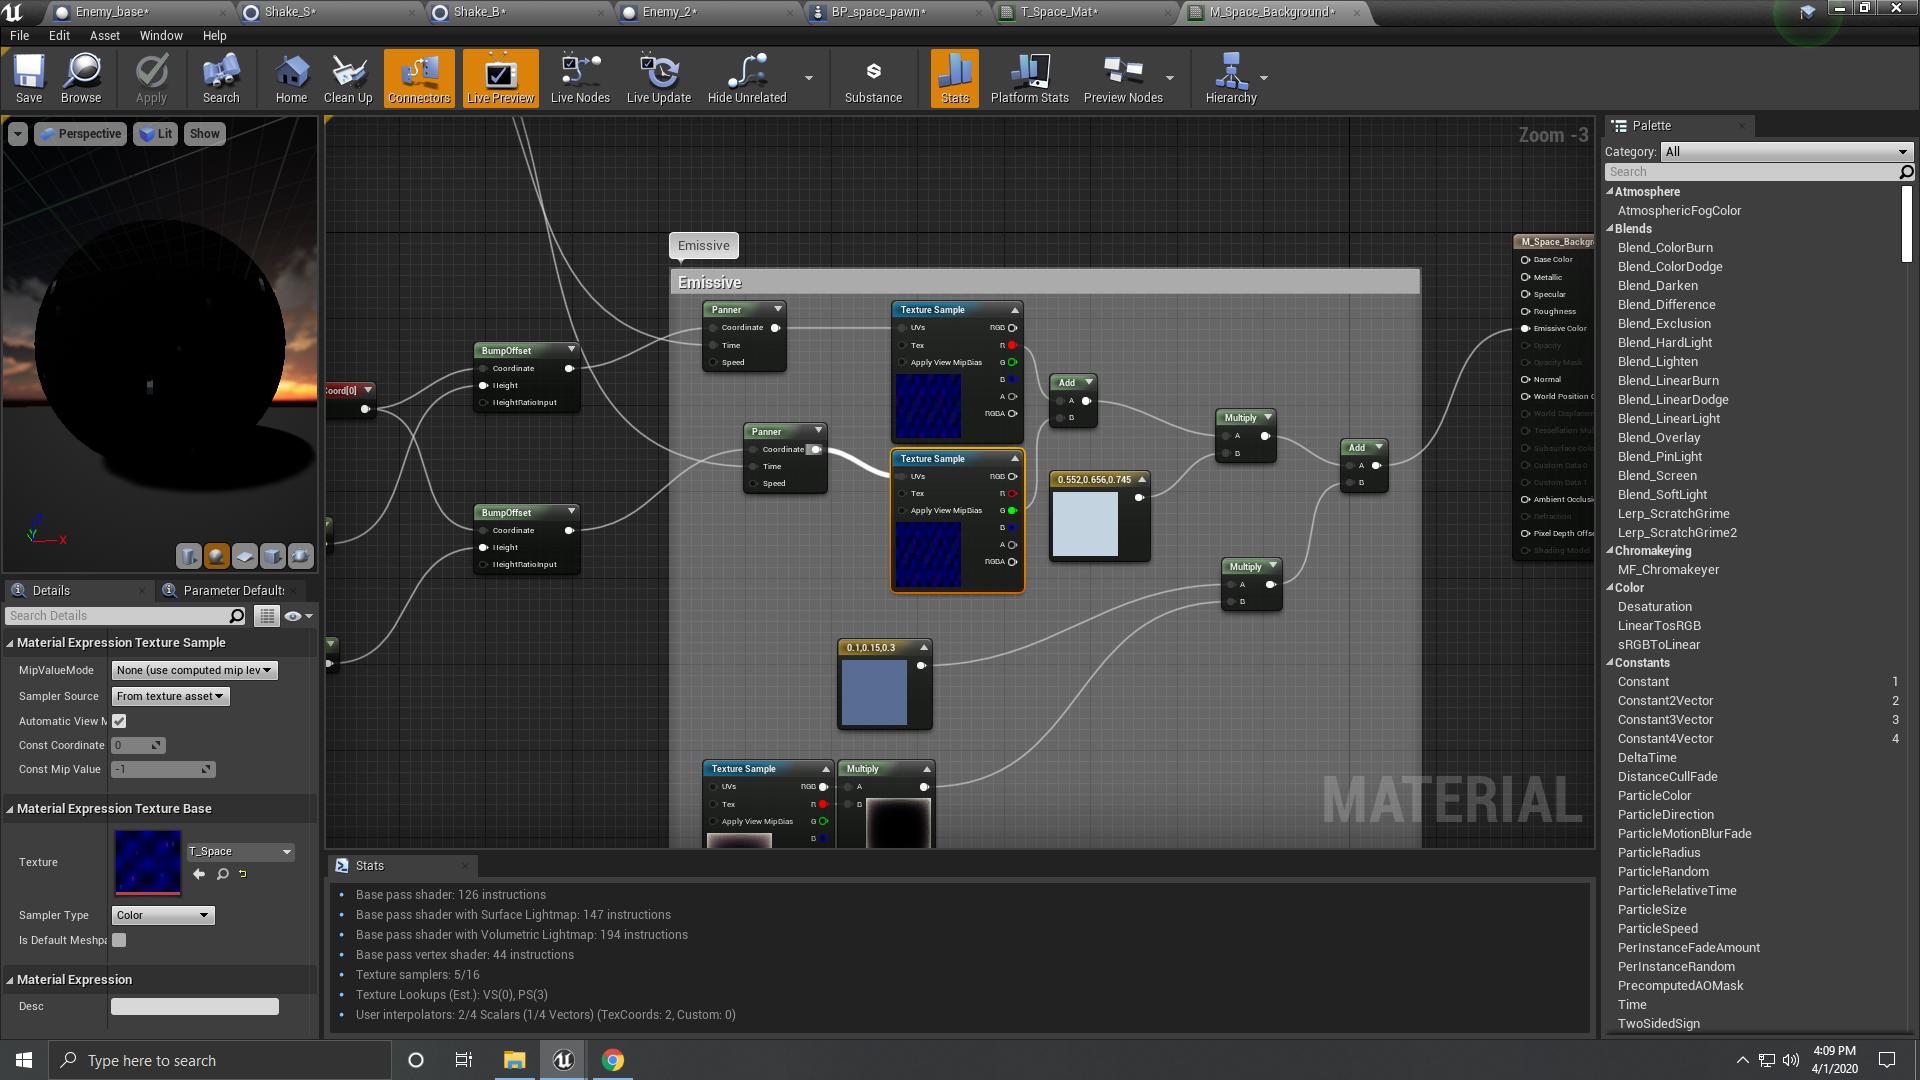 Enemy_base*
Shake_S*
Shake_B*
Enemy_2*
BP_space_pawn*
T_Space_Mat*
M_Space_Background*
File Edit Asset Window Help
Save
Browse
Apply
Search
Home
Clean Up
Connectors
Live Preview
Live Nodes
Live Update
Hide Unrelated
Substance
Stats
Platform Stats
Preview Nodes
Hierarchy
Perspective
Lit
Show
Z
X
Zoom -3
Emissive
Emissive
Coord[0]
BumpOffset
Coordinate
Height
HeightRatioInput
BumpOffset
Coordinate
Height
HeightRatioInput
Panner
Coordinate
Time
Speed
Panner
Coordinate
Time
Speed
Texture Sample
UVs RGB
Tex R
Apply View MipBias G
B
A
RGBA
Texture Sample
UVs RGB
Tex R
Apply View MipBias G
B
A
RGBA
Add
A
B
0.552,0.656,0.745
Multiply
A
B
Add
A
B
Multiply
A
B
0.1,0.15,0.3
Texture Sample
UVs RGB
Tex R
Apply View MipBias G
B
Multiply
A
B
M_Space_Backgr
Base Color
Metallic
Specular
Roughness
Emissive Color
Opacity
Opacity Mask
Normal
World Position O
World Displacemen
Tessellation Mul
Subsurface Color
Custom Data 0
Custom Data 1
Ambient Occlusi
Refraction
Pixel Depth Offse
Shading Model
MATERIAL
Details
Parameter Defaults
Search Details
Material Expression Texture Sample
MipValueMode None (use computed mip lev
Sampler Source From texture asset
Automatic View M
Const Coordinate 0
Const Mip Value -1
Material Expression Texture Base
Texture T_Space
Sampler Type Color
Is Default Meshpa
Material Expression
Desc
Stats
Base pass shader: 126 instructions
Base pass shader with Surface Lightmap: 147 instructions
Base pass shader with Volumetric Lightmap: 194 instructions
Base pass vertex shader: 44 instructions
Texture samplers: 5/16
Texture Lookups (Est.): VS(0), PS(3)
User interpolators: 2/4 Scalars (1/4 Vectors) (TexCoords: 2, Custom: 0)
Palette
Category: All
Search
Atmosphere
AtmosphericFogColor
Blends
Blend_ColorBurn
Blend_ColorDodge
Blend_Darken
Blend_Difference
Blend_Exclusion
Blend_HardLight
Blend_Lighten
Blend_LinearBurn
Blend_LinearDodge
Blend_LinearLight
Blend_Overlay
Blend_PinLight
Blend_Screen
Blend_SoftLight
Lerp_ScratchGrime
Lerp_ScratchGrime2
Chromakeying
MF_Chromakeyer
Color
Desaturation
LinearTosRGB
sRGBToLinear
Constants
Constant 1
Constant2Vector 2
Constant3Vector 3
Constant4Vector 4
DeltaTime
DistanceCullFade
ParticleColor
ParticleDirection
ParticleMotionBlurFade
ParticleRadius
ParticleRandom
ParticleRelativeTime
ParticleSize
ParticleSpeed
PerInstanceFadeAmount
PerInstanceRandom
PrecomputedAOMask
Time
TwoSidedSign
Type here to search
4:09 PM
4/1/2020